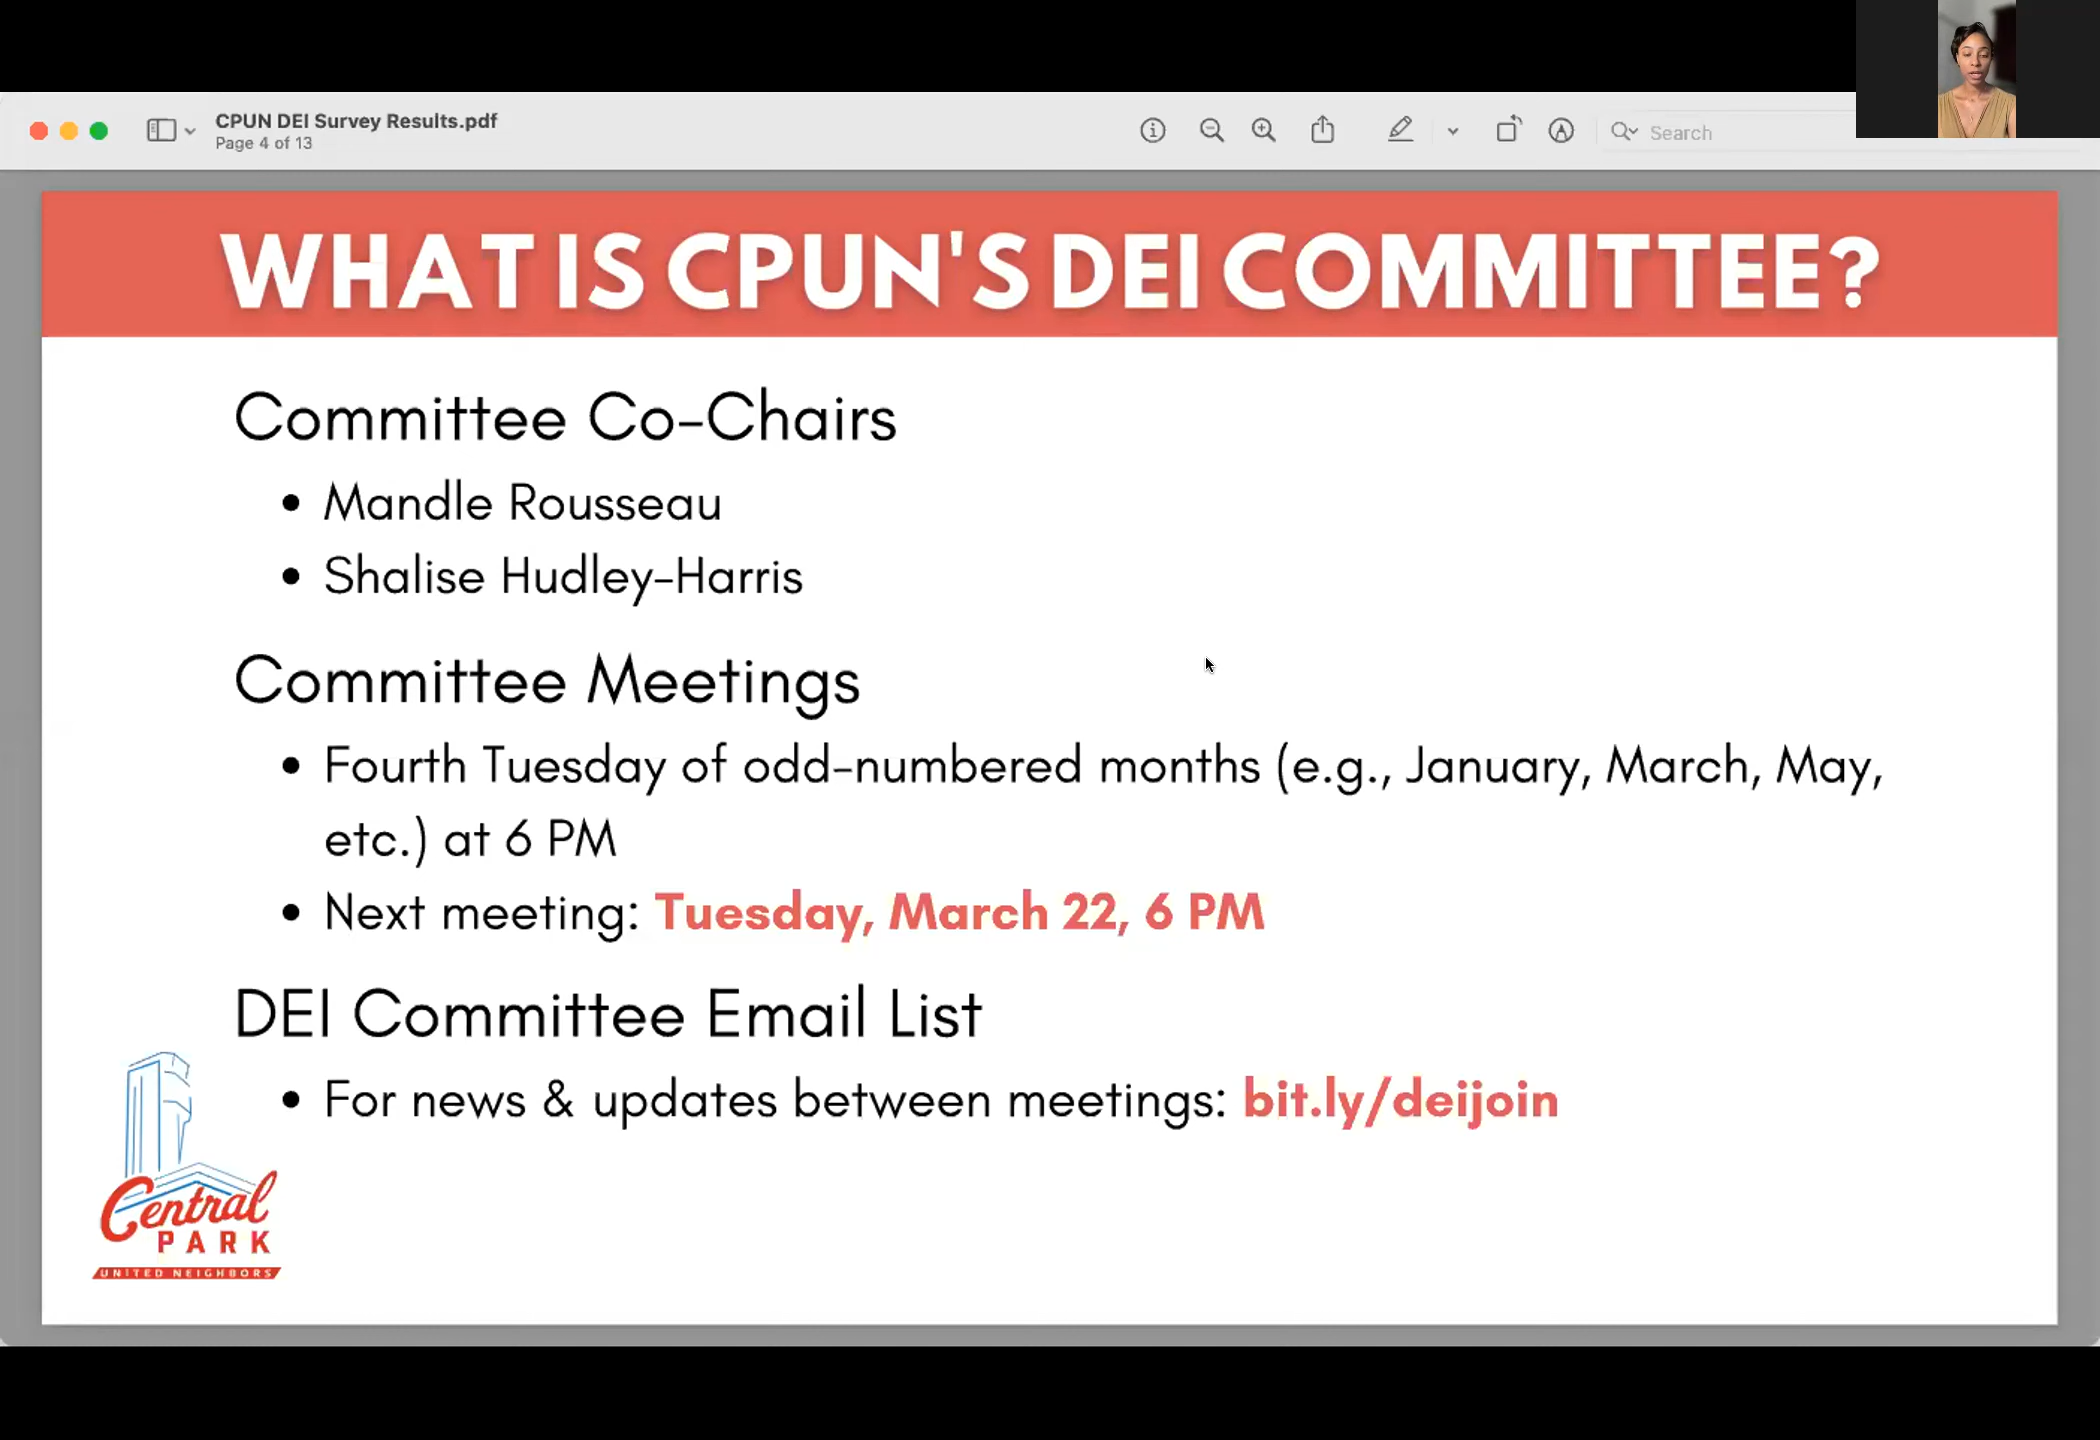 CPUN DEI Survey Results.pdf
Page 4 of 13
Search
WHAT IS CPUN'S DEI COMMITTEE?
Committee Co-Chairs
• Mandle Rousseau
• Shalise Hudley-Harris
Committee Meetings
• Fourth Tuesday of odd-numbered months (e.g., January, March, May,
etc.) at 6 PM
• Next meeting: Tuesday, March 22, 6 PM
DEI Committee Email List
• For news & updates between meetings: bit.ly/deijoin
Central
PARK
UNITED NEIGHBORS